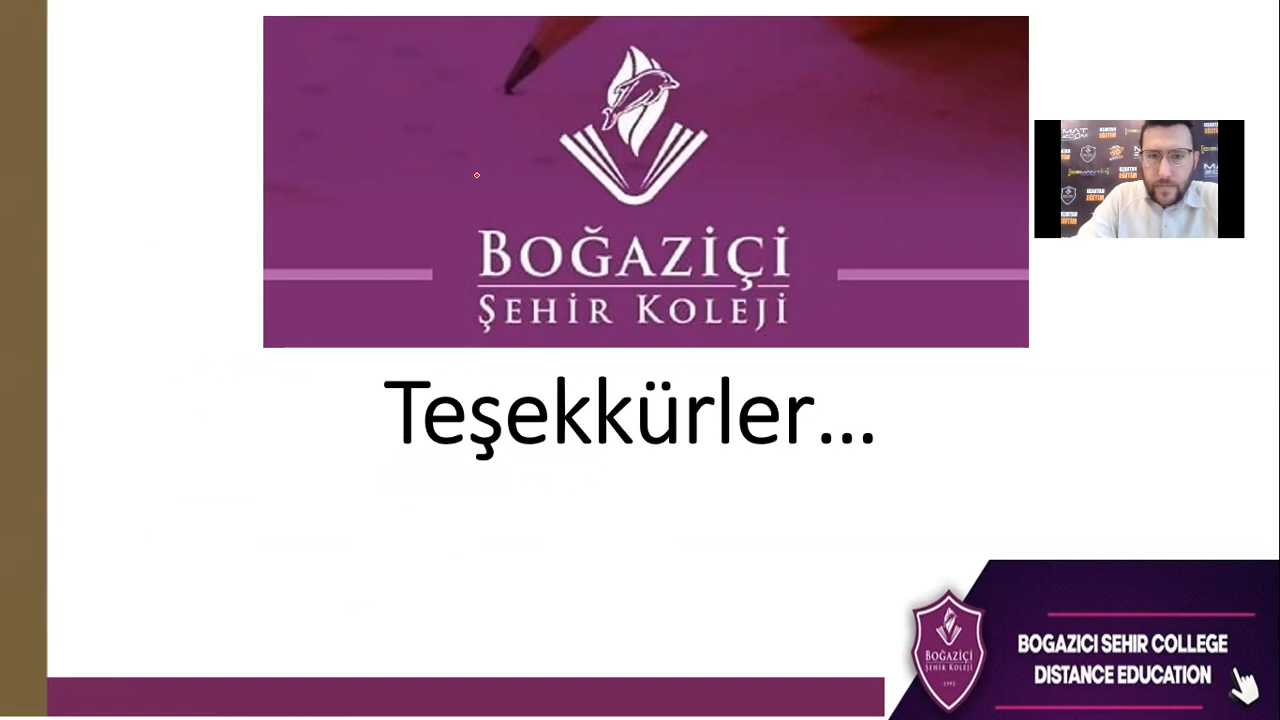 BOĞAZİÇİ
ŞEHİR KOLEJİ
Teşekkürler...
BOĞAZİÇİ
ŞEHİR KOLEJİ
BOGAZICI SEHIR COLLEGE
DISTANCE EDUCATION